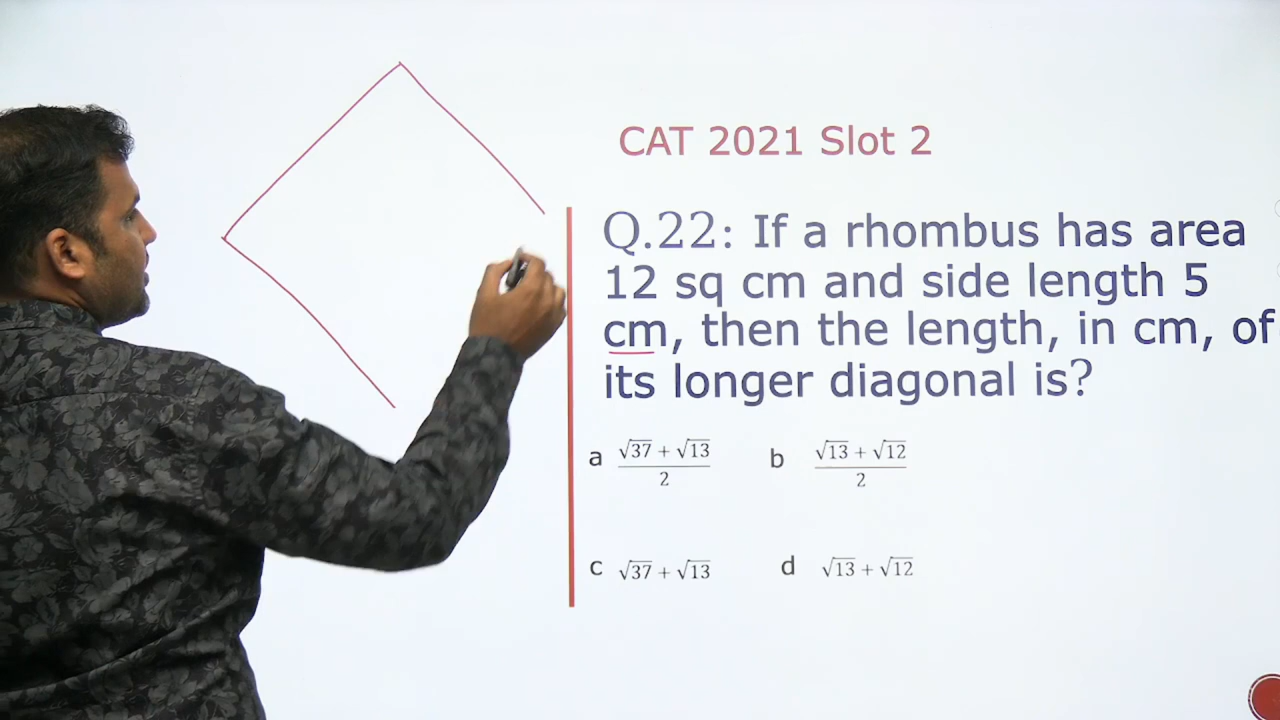 CAT 2021 Slot 2
Q.22: If a rhombus has area
12 sq cm and side length 5
cm, then the length, in cm, of
its longer diagonal is?
a (√37 + √13)/2 b (√13 + √12)/2
c √37 + √13 d √13 + √12